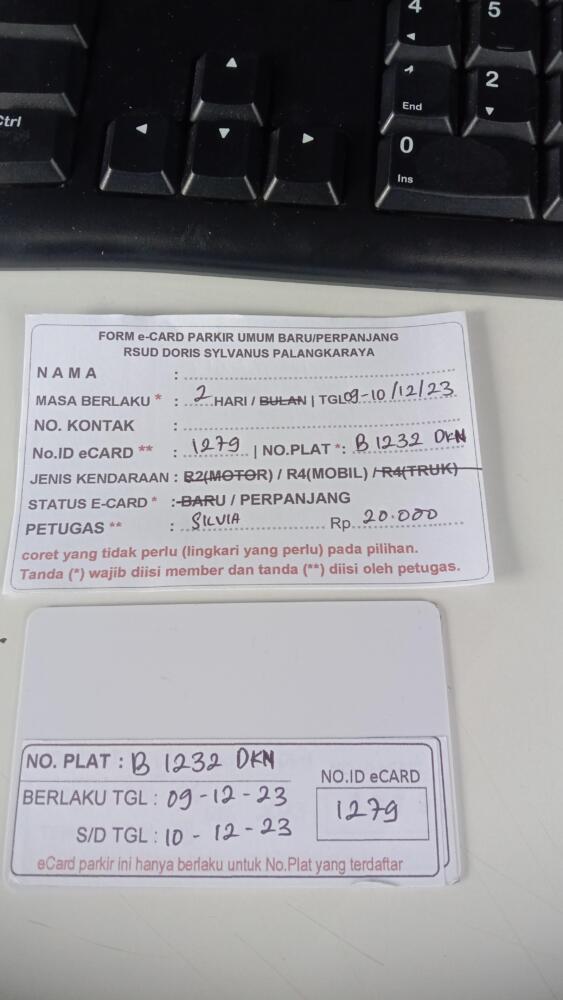 4
5
Ctrl
1
End
2
0
Ins
FORM e-CARD PARKIR UMUM BARU/PERPANJANG
RSUD DORIS SYLVANUS PALANGKARAYA
NAMA :
MASA BERLAKU * : 2 HARI / BULAN | TGL 09-10/12/23
NO. KONTAK :
No.ID eCARD ** : 1279 | NO.PLAT *: B 1232 DKN
JENIS KENDARAAN : R2(MOTOR) / R4(MOBIL) / R4(TRUK)
STATUS E-CARD * : BARU / PERPANJANG
PETUGAS ** : SILVIA Rp. 20.000
coret yang tidak perlu (lingkari yang perlu) pada pilihan.
Tanda (*) wajib diisi member dan tanda (**) diisi oleh petugas.
NO. PLAT : B 1232 DKN
NO.ID eCARD
BERLAKU TGL : 09-12-23
1279
S/D TGL : 10-12-23
eCard parkir ini hanya berlaku untuk No.Plat yang terdaftar